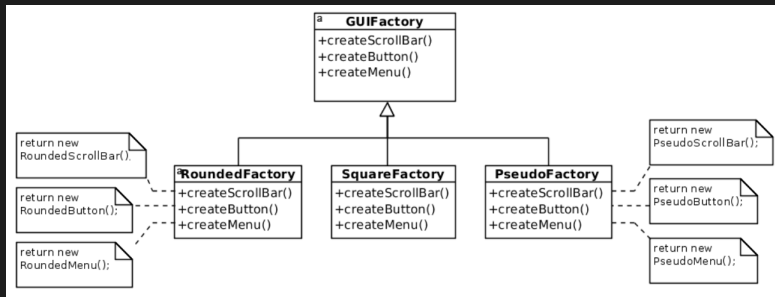 a
GUIFactory
+createScrollBar()
+createButton()
+createMenu()
return new
RoundedScrollBar().
return new
RoundedButton();
return new
RoundedMenu();
a
RoundedFactory
+createScrollBar()
+createButton()
+createMenu()
SquareFactory
+createScrollBar()
+createButton()
+createMenu()
PseudoFactory
+createScrollBar()
+createButton()
+createMenu()
return new
PseudoScrollBar();
return new
PseudoButton();
return new
PseudoMenu();